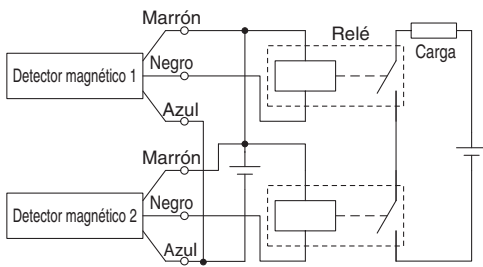 Marrón
Relé
Carga
Detector magnético 1
Negro
Azul
Marrón
Detector magnético 2
Negro
Azul